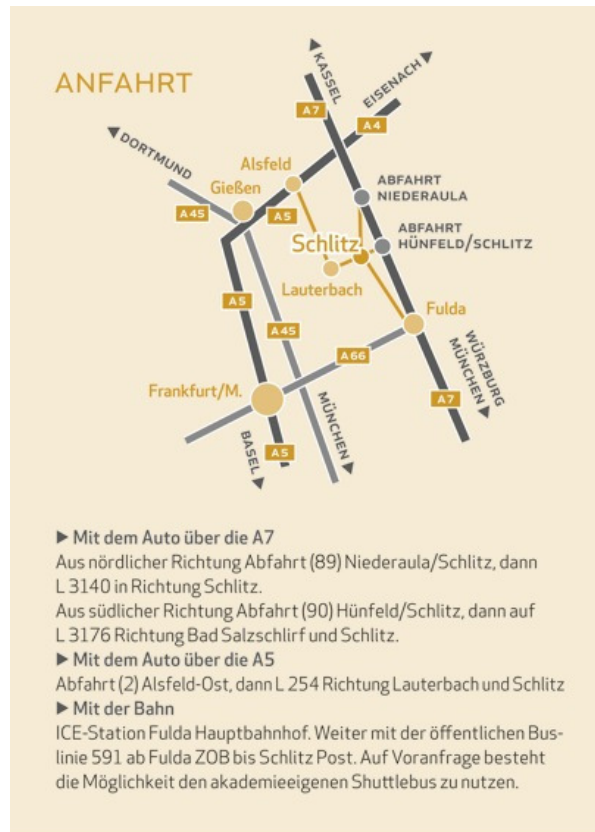 ANFAHRT
◀ DORTMUND
◀ KASSEL
EISENACH ▶
A7
A4
Alsfeld
Gießen
A45
A5
ABFAHRT
NIEDERAULA
Schlitz
ABFAHRT
HÜNFELD/SCHLITZ
Lauterbach
A5
A45
Fulda
A66
WÜRZBURG
MÜNCHEN ▶
Frankfurt/M.
A7
MÜNCHEN ▶
BASEL ▶
A5
▶ Mit dem Auto über die A7
Aus nördlicher Richtung Abfahrt (89) Niederaula/Schlitz, dann
L 3140 in Richtung Schlitz.
Aus südlicher Richtung Abfahrt (90) Hünfeld/Schlitz, dann auf
L 3176 Richtung Bad Salzschlirf und Schlitz.
▶ Mit dem Auto über die A5
Abfahrt (2) Alsfeld-Ost, dann L 254 Richtung Lauterbach und Schlitz
▶ Mit der Bahn
ICE-Station Fulda Hauptbahnhof. Weiter mit der öffentlichen Bus-
linie 591 ab Fulda ZOB bis Schlitz Post. Auf Voranfrage besteht
die Möglichkeit den akademieeigenen Shuttlebus zu nutzen.